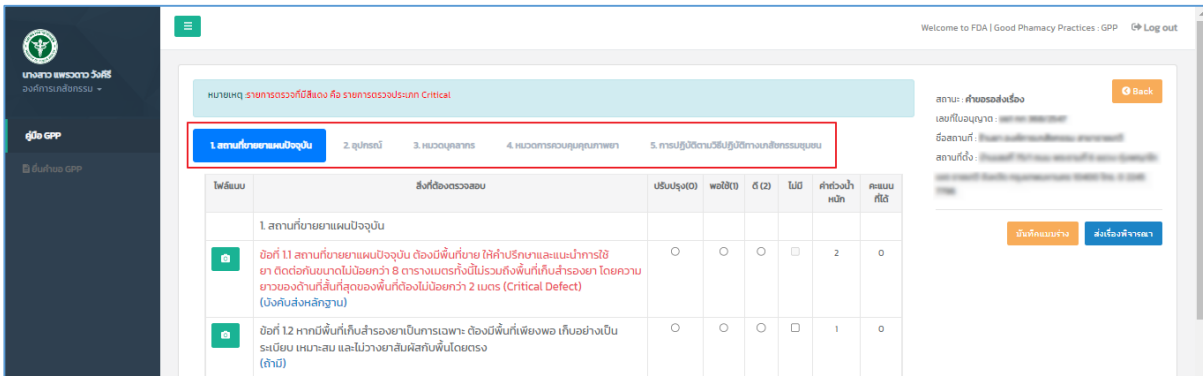 Welcome to FDA | Good Phamacy Practices : GPP
Log out
นางสาว แพรวดาว วังคีรี
องค์การเภสัชกรรม
คู่มือ GPP
ยื่นคำขอ GPP
หมายเหตุ :รายการตรวจที่มีสีแดง คือ รายการตรวจประเภท Critical
1. สถานที่ขายยาแผนปัจจุบัน
2. อุปกรณ์
3. หมวดบุคลากร
4. หมวดการควบคุมคุณภาพยา
5. การปฏิบัติตามวิธีปฏิบัติทางเภสัชกรรมชุมชน
Back
สถานะ : คำขอรอส่งเรื่อง
เลขที่ใบอนุญาต :
ชื่อสถานที่ :
สถานที่ตั้ง :
บันทึกแบบร่าง
ส่งเรื่องพิจารณา
ไฟล์แนบ
สิ่งที่ต้องตรวจสอบ
ปรับปรุง(0)
พอใช้(1)
ดี (2)
ไม่มี
ค่าถ่วงน้ำ
หนัก
คะแนน
ที่ได้
1. สถานที่ขายยาแผนปัจจุบัน
ข้อที่ 1.1 สถานที่ขายยาแผนปัจจุบัน ต้องมีพื้นที่ขาย ให้คำปรึกษาและแนะนำการใช้
ยา ติดต่อกันขนาดไม่น้อยกว่า 8 ตารางเมตรทั้งนี้ไม่รวมถึงพื้นที่เก็บสำรองยา โดยความ
ยาวของด้านที่สั้นที่สุดของพื้นที่ต้องไม่น้อยกว่า 2 เมตร (Critical Defect)
(บังคับส่งหลักฐาน)
2
0
ข้อที่ 1.2 หากมีพื้นที่เก็บสำรองยาเป็นการเฉพาะ ต้องมีพื้นที่เพียงพอ เก็บอย่างเป็น
ระเบียบ เหมาะสม และไม่วางยาสัมผัสกับพื้นโดยตรง
(ถ้ามี)
1
0